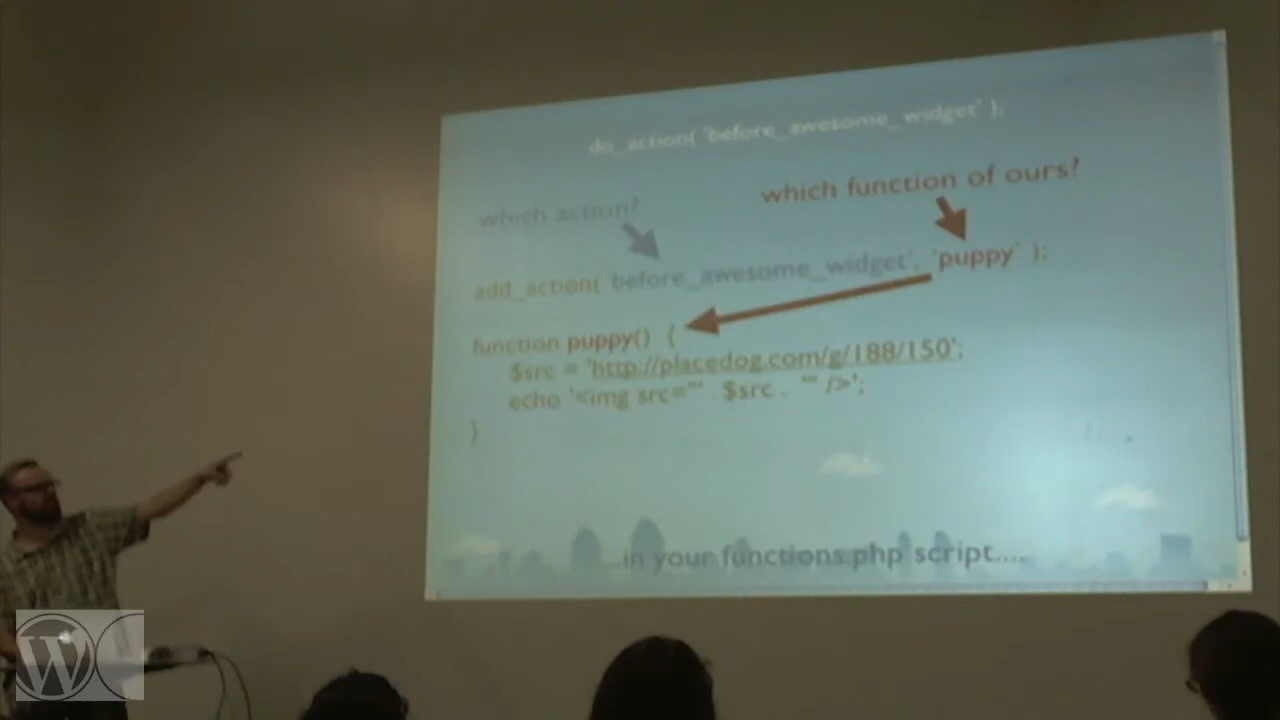 do_action( 'before_awesome_widget' );
which action?
which function of ours?
add_action( 'before_awesome_widget', 'puppy' );
function puppy() {
$src = 'http://placedog.com/g/188/150';
echo '<img src="' . $src . '" />';
}
...in your functions.php script....
W